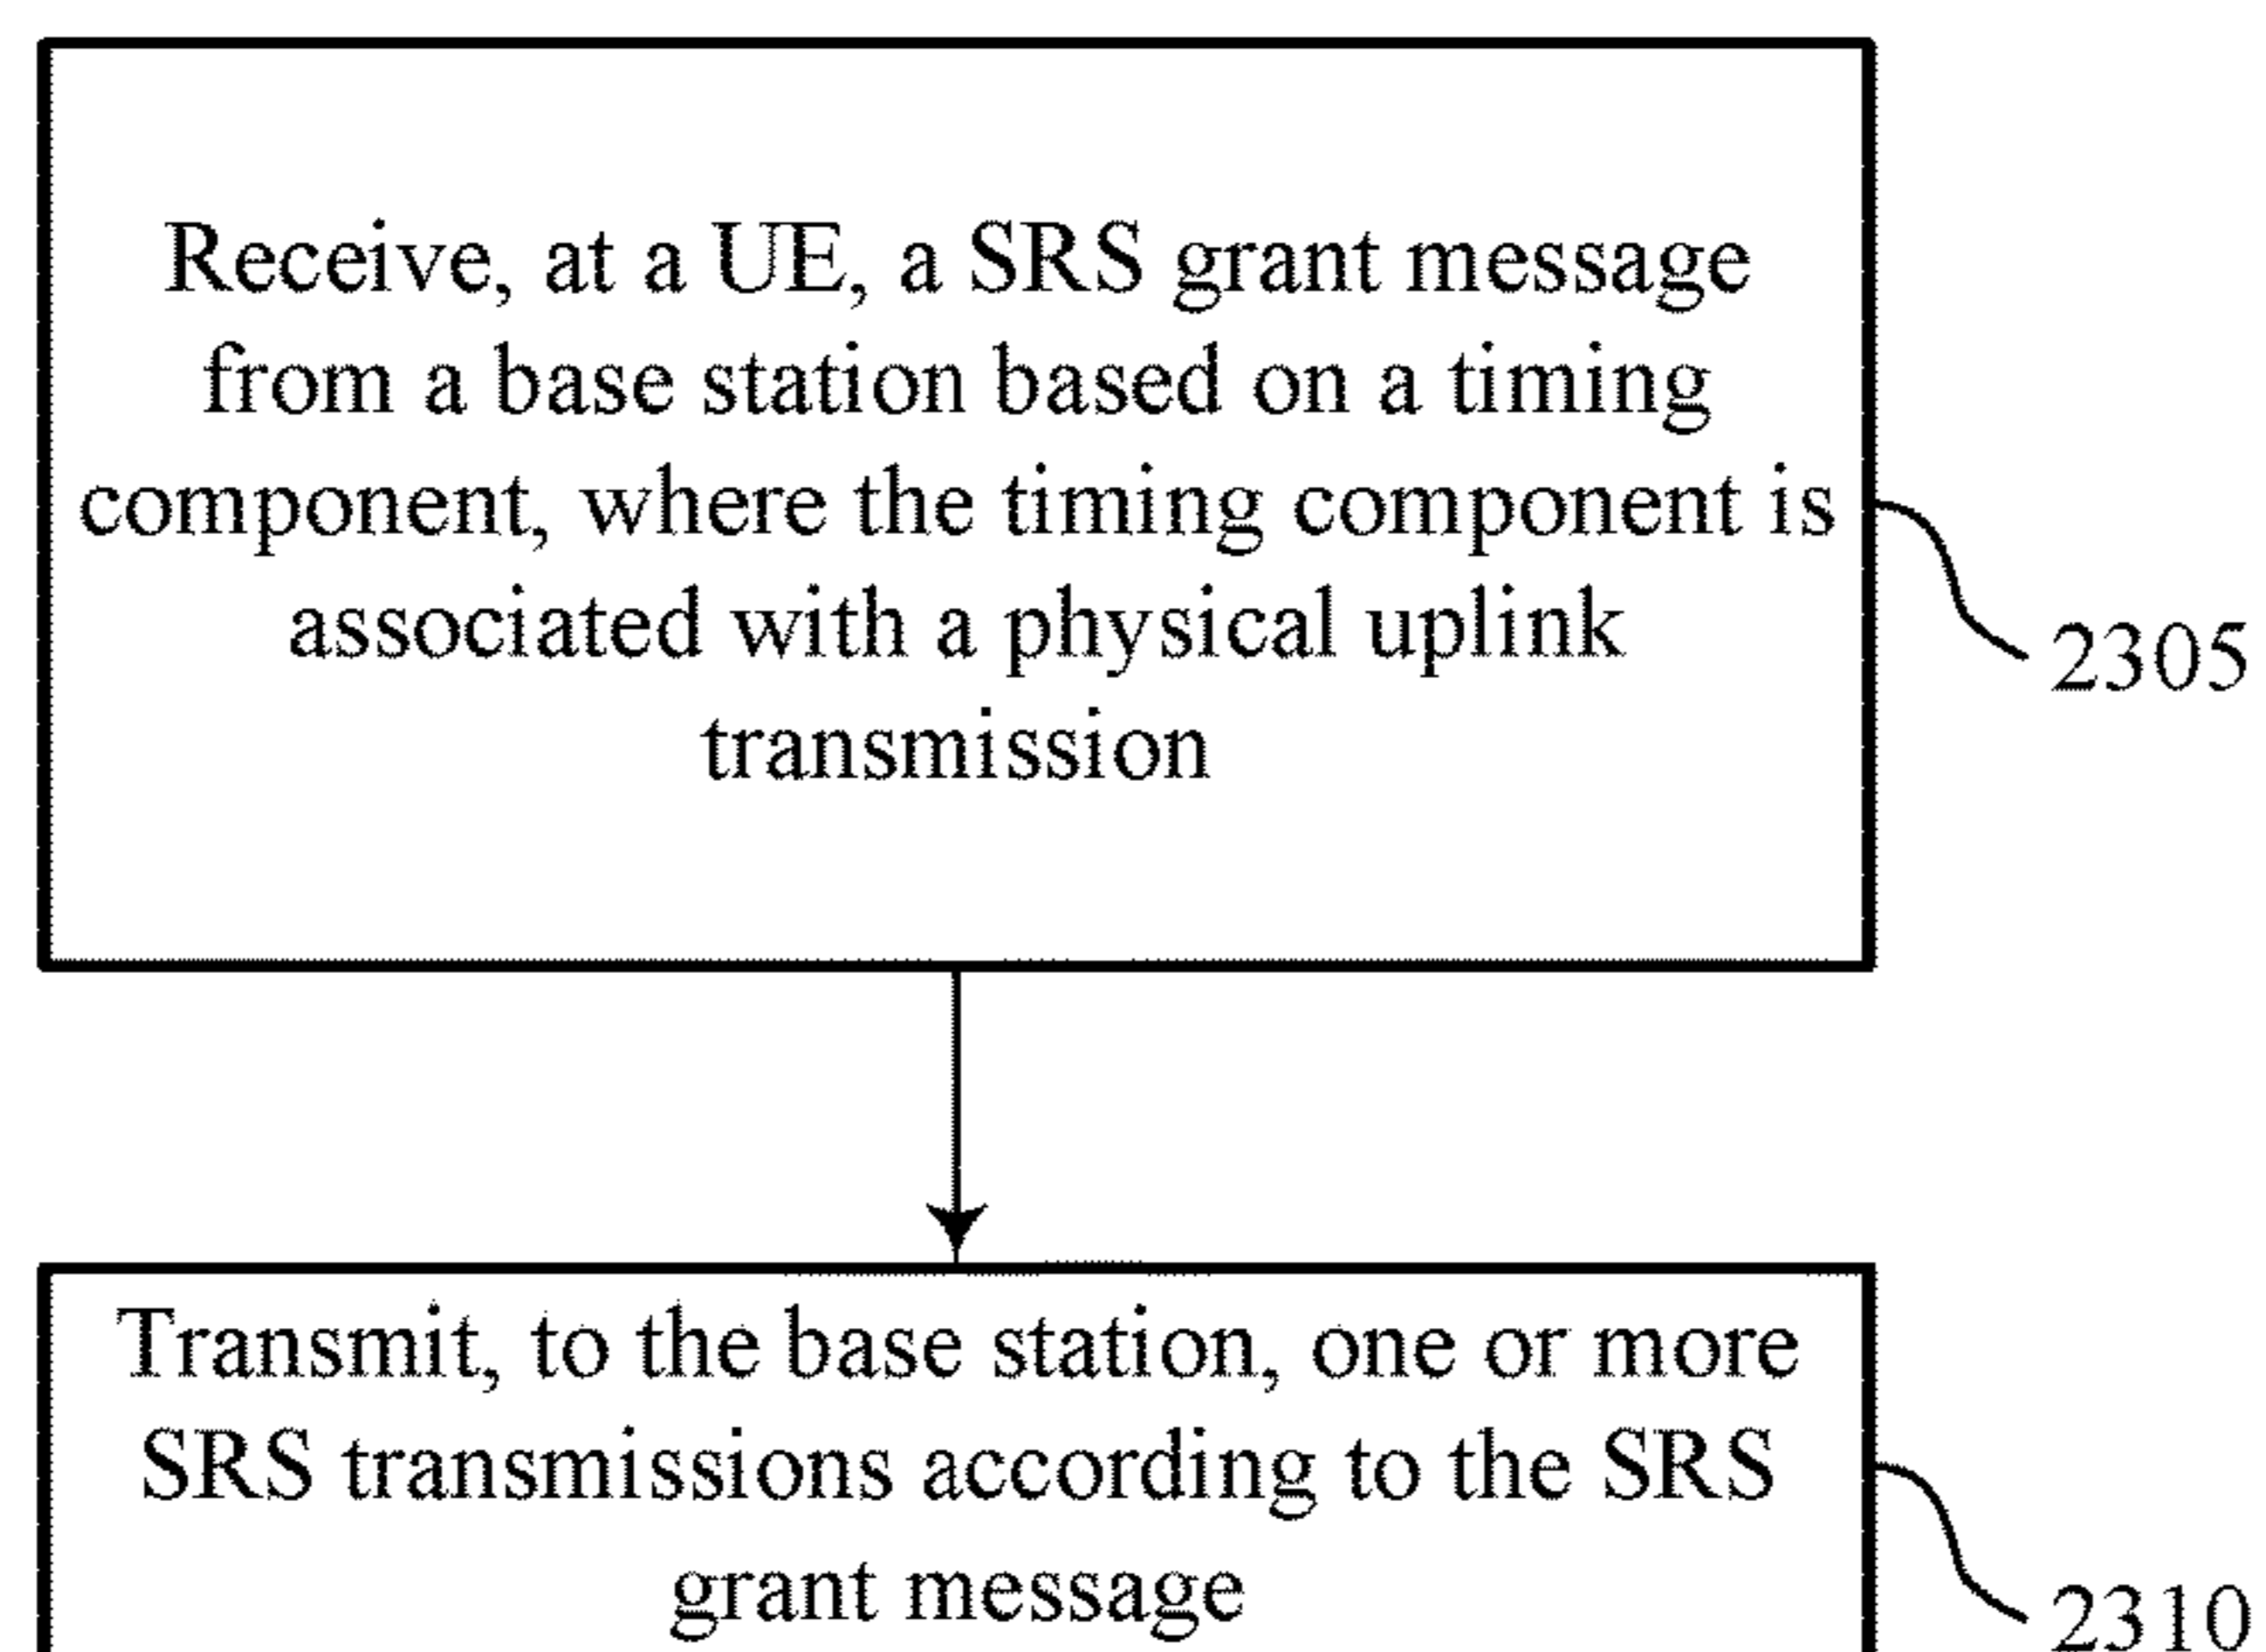 Receive, at a UE, a SRS grant message
from a base station based on a timing
component, where the timing component is
associated with a physical uplink
transmission
2305
Transmit, to the base station, one or more
SRS transmissions according to the SRS
grant message
2310